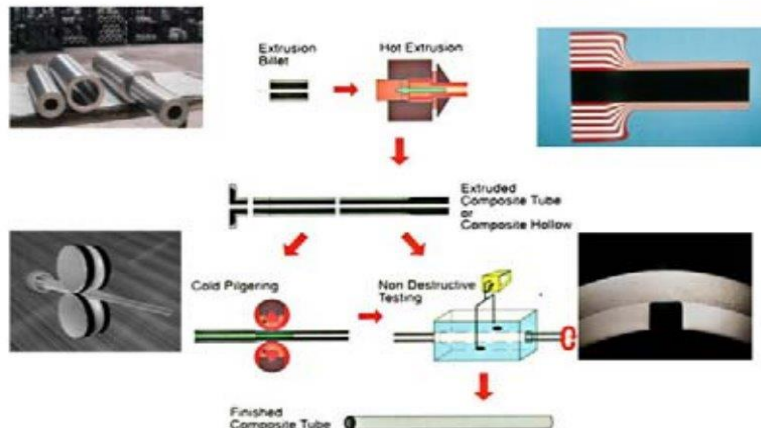 Extrusion
Billet
Hot Extrusion
Extruded
Composite Tube
or
Composite Hollow
Cold Pilgering
Non Destructive
Testing
Finished
Composite Tube